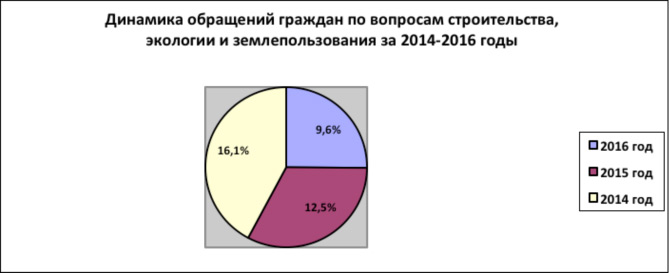 Динамика обращений граждан по вопросам строительства,
экологии и землепользования за 2014-2016 годы
9,6%
16,1%
12,5%
2016 год
2015 год
2014 год